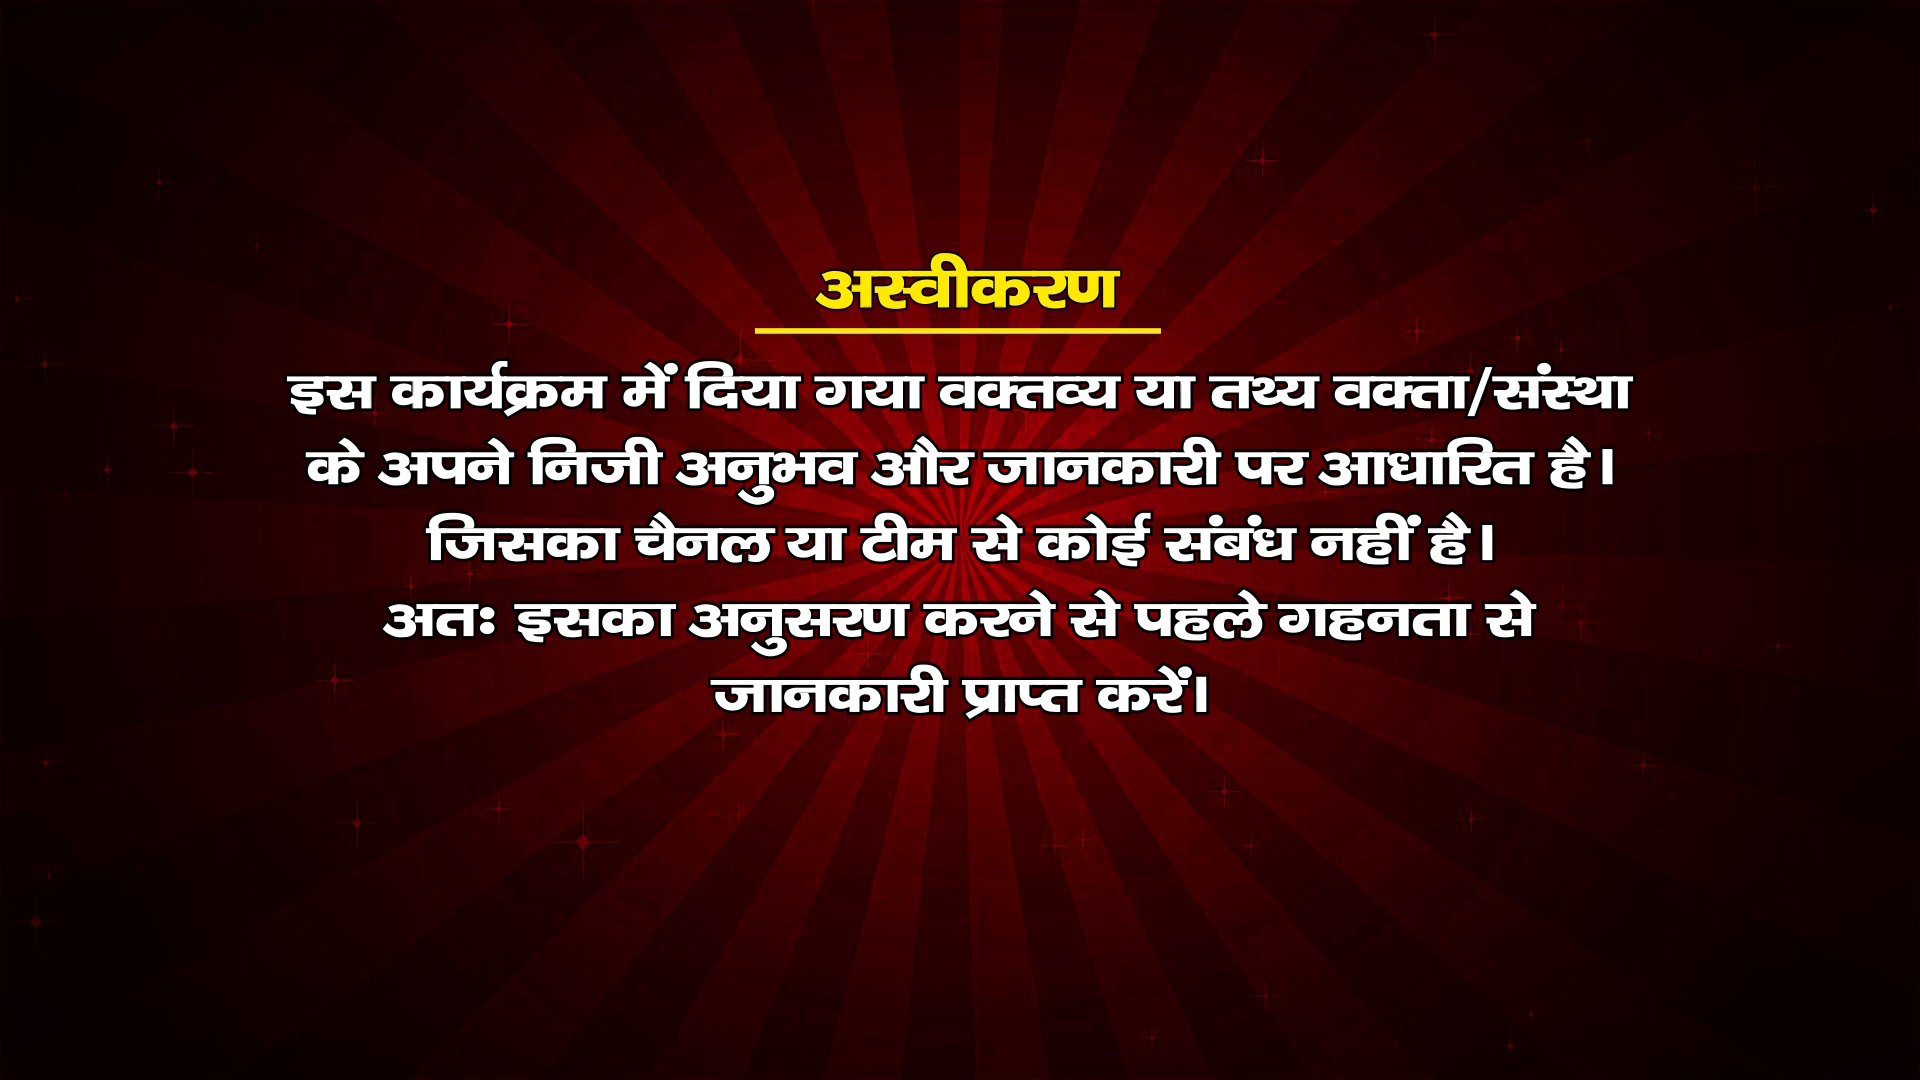 अस्वीकरण
इस कार्यक्रम में दिया गया वक्तव्य या तथ्य वक्ता/संस्था
के अपने निजी अनुभव और जानकारी पर आधारित है।
जिसका चैनल या टीम से कोई संबंध नहीं है।
अतः इसका अनुसरण करने से पहले गहनता से
जानकारी प्राप्त करें।